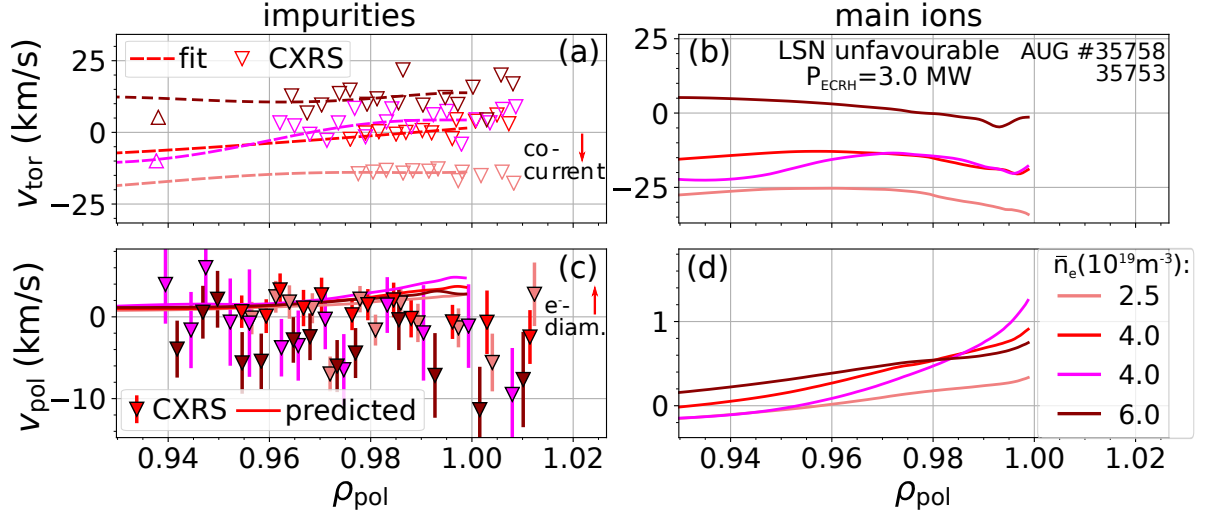 impurities
main ions
v_tor (km/s)
25
0
−25
fit
CXRS
(a)
co-
current
(b)
LSN unfavourable
P_ECRH=3.0 MW
AUG #35758
35753
0
−25
v_pol (km/s)
0
−10
(c)
e⁻-
diam.
CXRS
predicted
0.94
0.96
0.98
1.00
1.02
ρ_pol
(d)
1
0
n̄_e(10¹⁹m⁻³):
2.5
4.0
4.0
6.0
0.94
0.96
0.98
1.00
1.02
ρ_pol